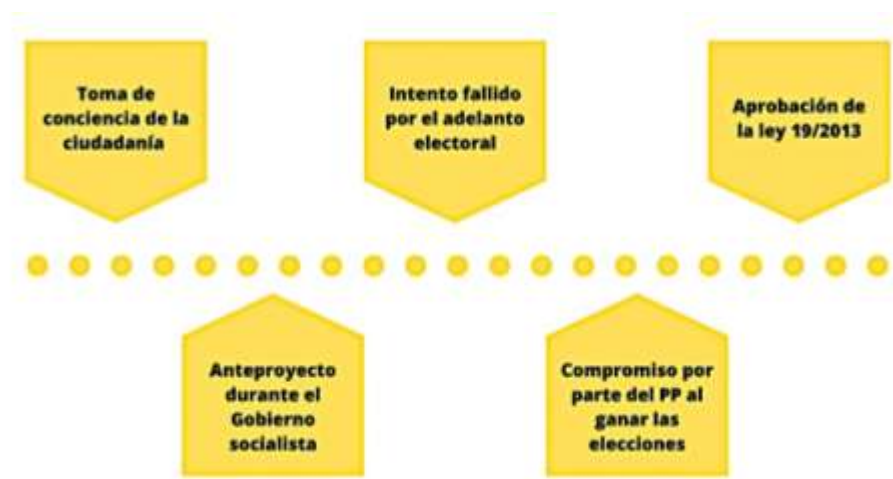 Toma de
conciencia de la
ciudadanía
Anteproyecto
durante el
Gobierno
socialista
Intento fallido
por el adelanto
electoral
Compromiso por
parte del PP al
ganar las
elecciones
Aprobación de
la ley 19/2013